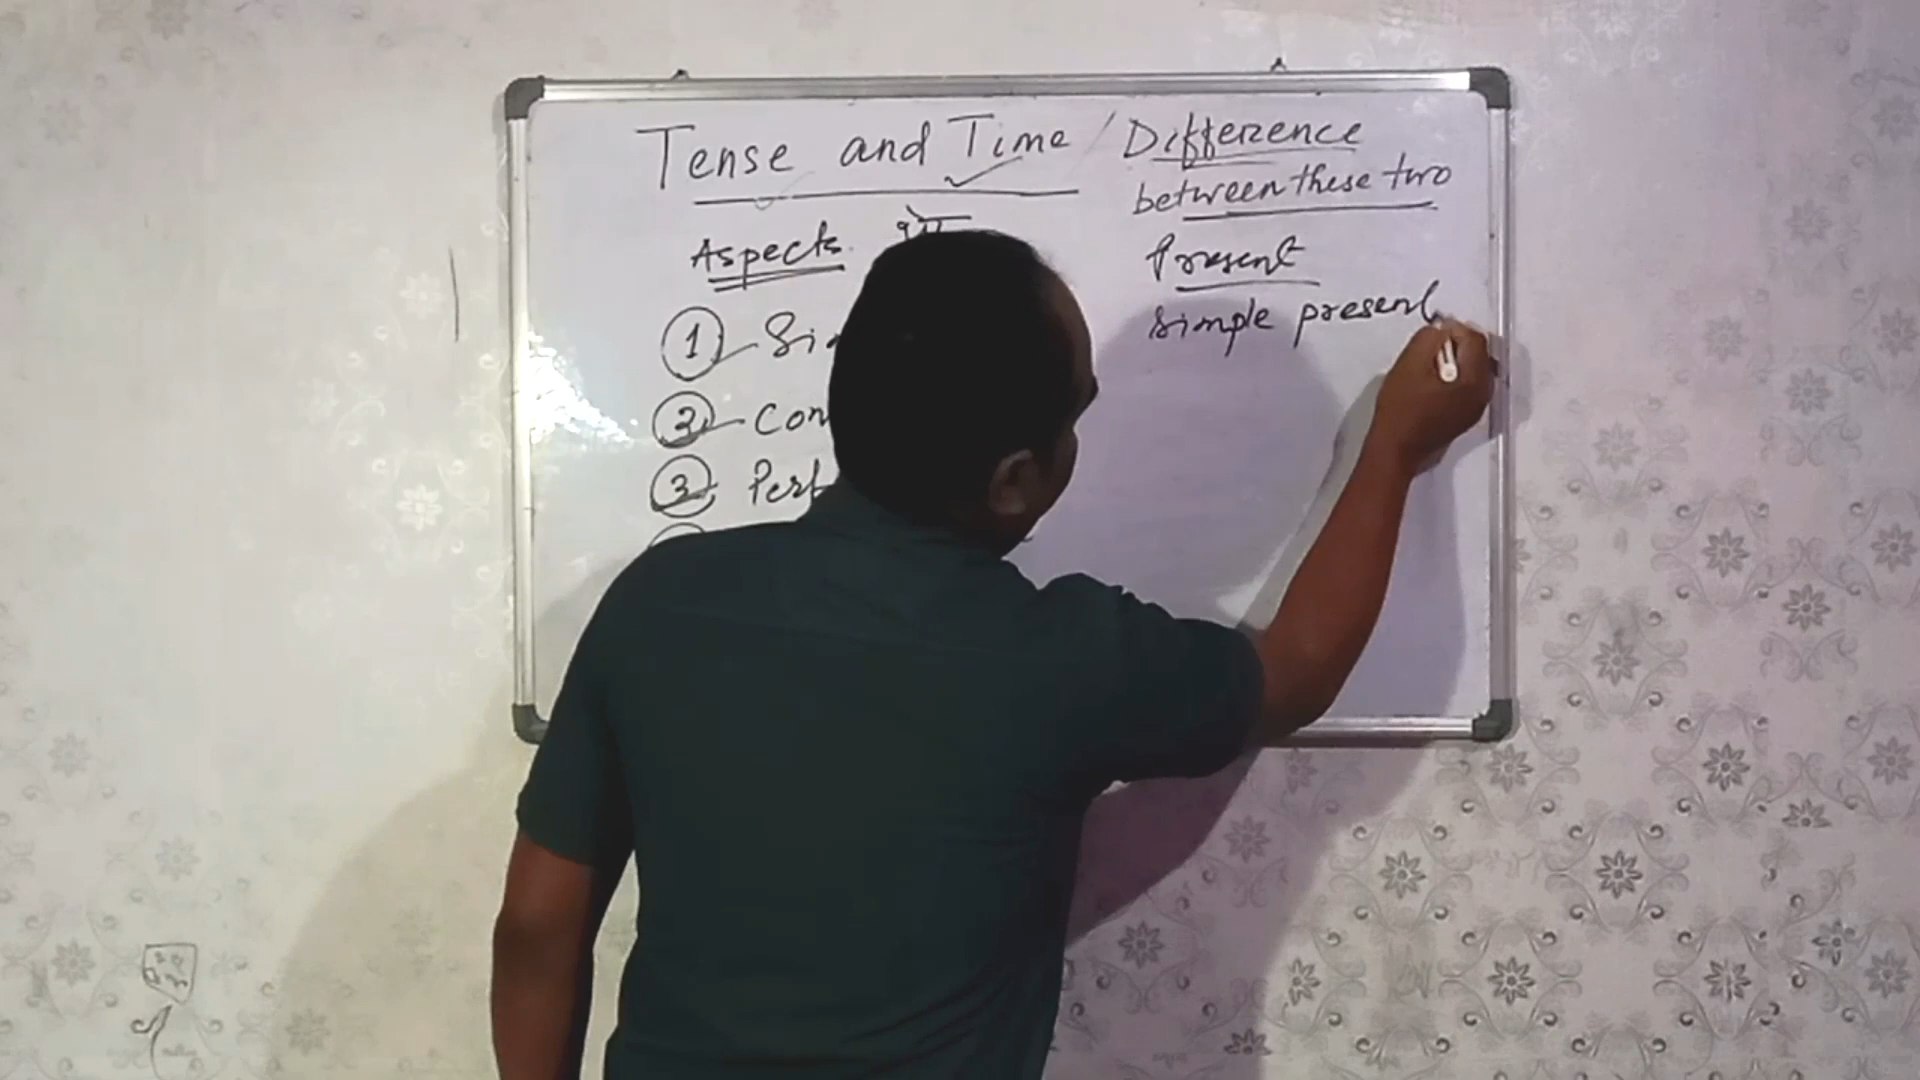 Tense and Time / Difference
between these two
Aspects
① Si
② Con
③ Perf
Present
Simple present